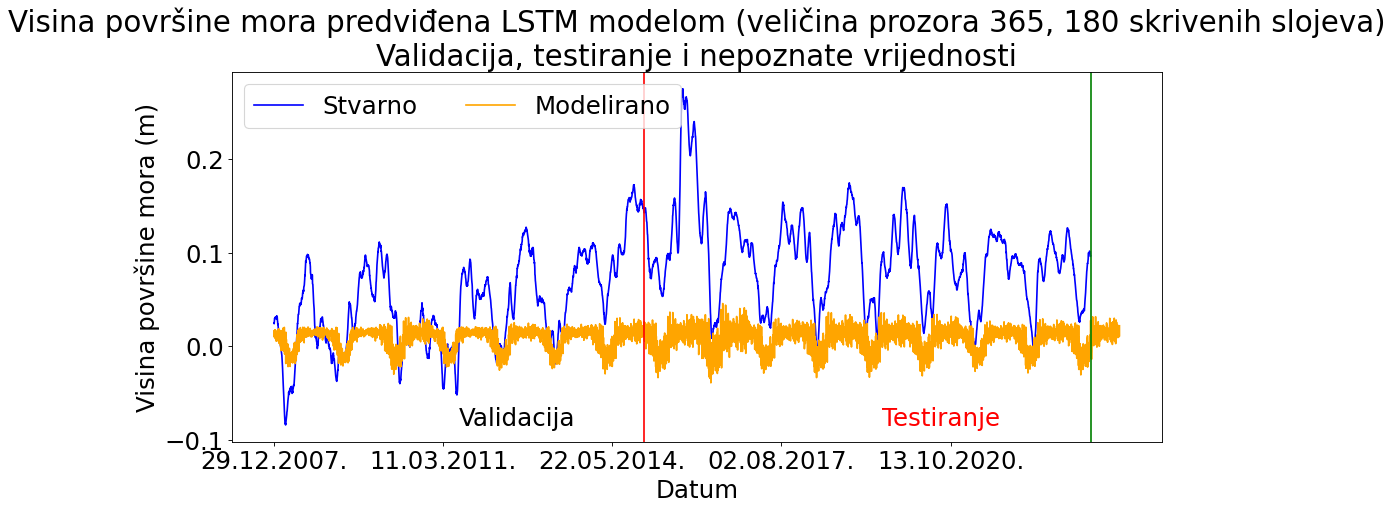 Visina površine mora predviđena LSTM modelom (veličina prozora 365, 180 skrivenih slojeva)
Validacija, testiranje i nepoznate vrijednosti
Stvarno
Modelirano
Visina površine mora (m)
0.2
0.1
0.0
−0.1
Validacija
Testiranje
29.12.2007.
11.03.2011.
22.05.2014.
02.08.2017.
13.10.2020.
Datum